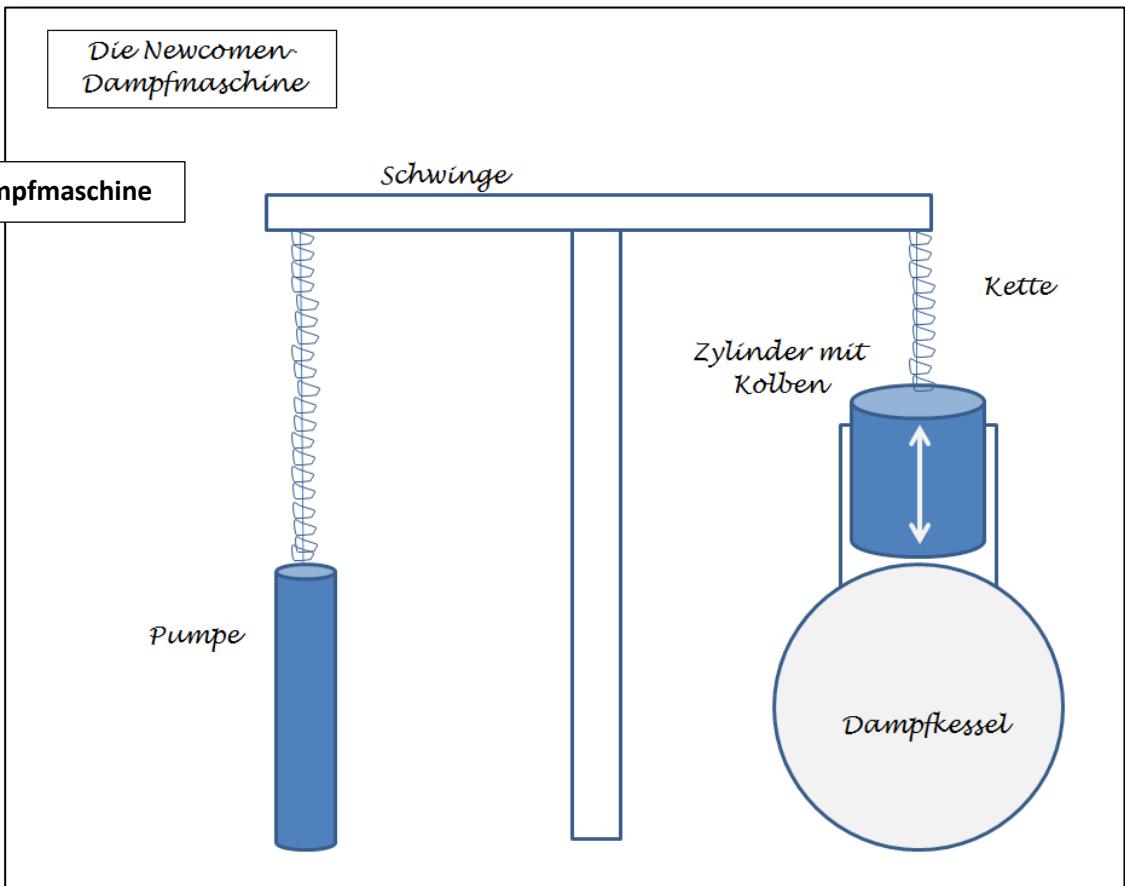 Die Newcomen-
Dampfmaschine
mpfmaschine
Schwinge
Kette
Zylinder mit
Kolben
Pumpe
Dampfkessel